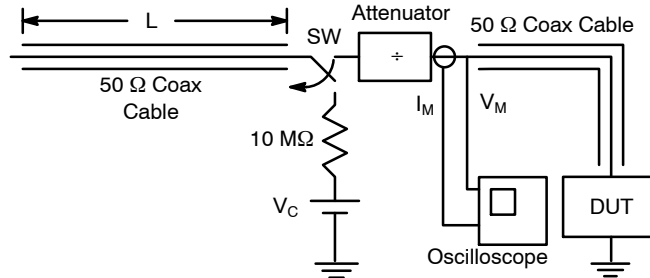 L
SW
Attenuator
÷
50 Ω Coax Cable
50 Ω Coax
Cable
I_M
V_M
10 MΩ
V_C
DUT
Oscilloscope